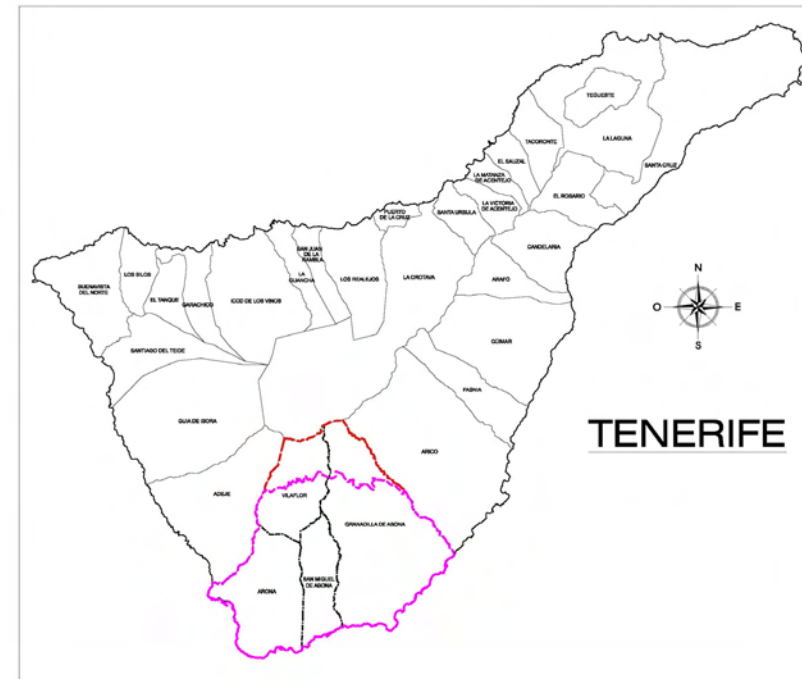 TEGUESTE
LA LAGUNA
TACORONTE
SANTA CRUZ
EL SAUZAL
LA MATANZA
DE ACENTEJO
EL ROSARIO
LA VICTORIA
DE ACENTEJO
PUERTO
DE LA CRUZ
SANTA URSULA
CANDELARIA
SAN JUAN
DE LA
RAMBLA
LA
GUANCHA
LOS REALEJOS
LA OROTAVA
ARAFO
BUENAVISTA
DEL NORTE
LOS SILOS
EL TANQUE
GARACHICO
ICOD DE LOS VINOS
N
O
E
S
SANTIAGO DEL TEIDE
GÜIMAR
FASNIA
GUIA DE ISORA
TENERIFE
ARICO
ADEJE
VILAFLOR
GRANADILLA DE ABONA
ARONA
SAN MIGUEL
DE ABONA